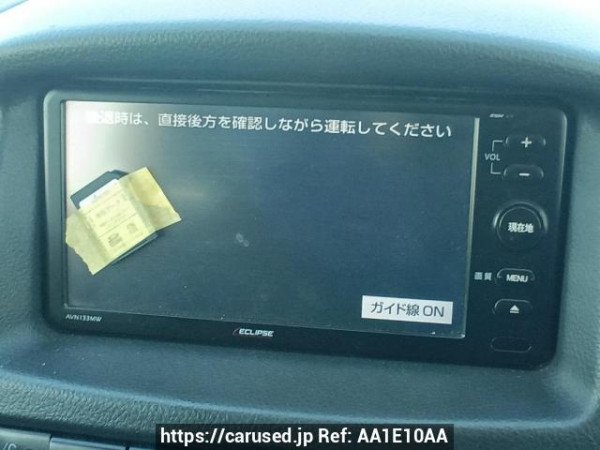 退時は、直接後方を確認しながら運転してください
VOL
+
-
現在地
画質
MENU
ガイド線 ON
AVN133MW
ECLIPSE
https://carused.jp Ref: AA1E10AA